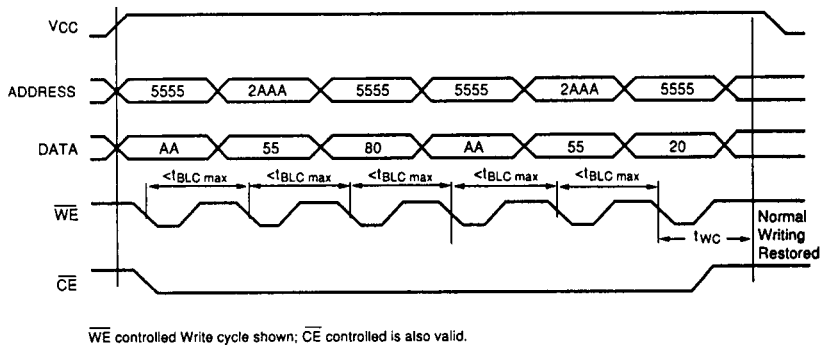 VCC
ADDRESS 5555 2AAA 5555 5555 2AAA 5555
DATA AA 55 80 AA 55 20
<tBLC max <tBLC max <tBLC max <tBLC max <tBLC max
WE
tWC
Normal
Writing
Restored
CE
WE controlled Write cycle shown; CE controlled is also valid.